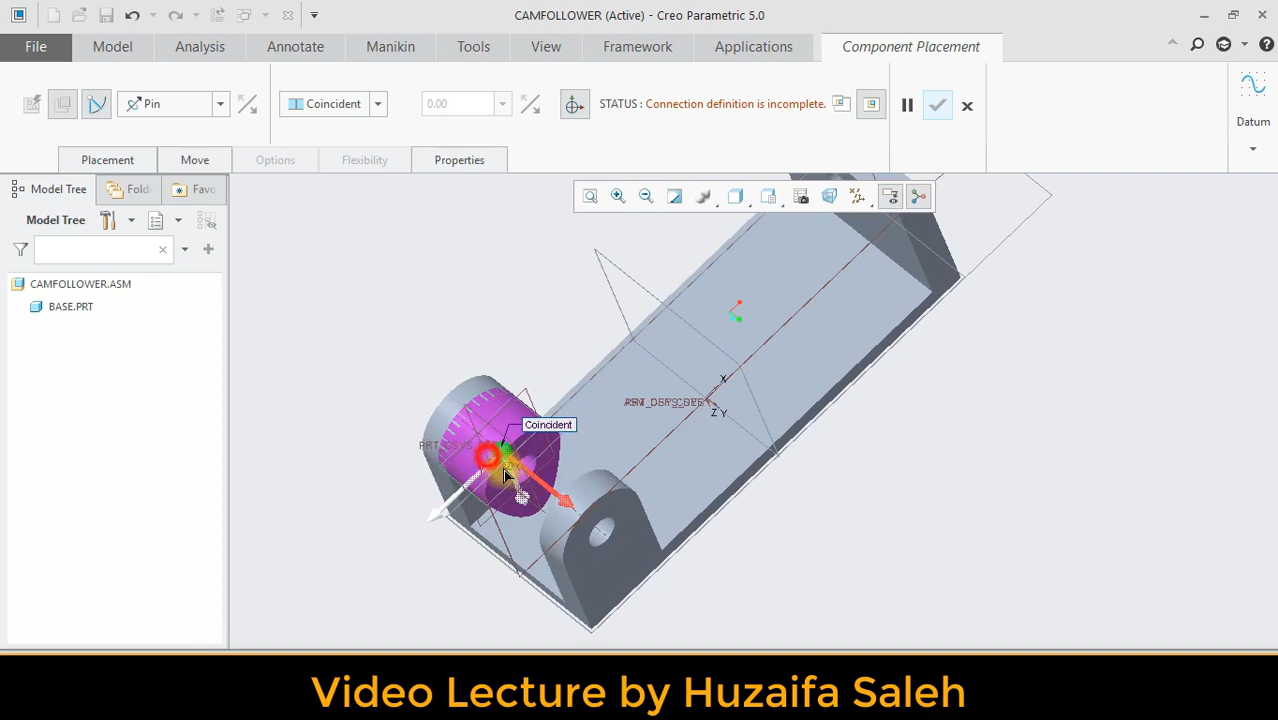 CAMFOLLOWER (Active) - Creo Parametric 5.0
File Model Analysis Annotate Manikin Tools View Framework Applications Component Placement
Pin Coincident 0.00 STATUS : Connection definition is incomplete.
Datum
Placement Move Options Flexibility Properties
Model Tree Fold Favo
Model Tree
CAMFOLLOWER.ASM
BASE.PRT
Coincident
X
Z Y
Video Lecture by Huzaifa Saleh